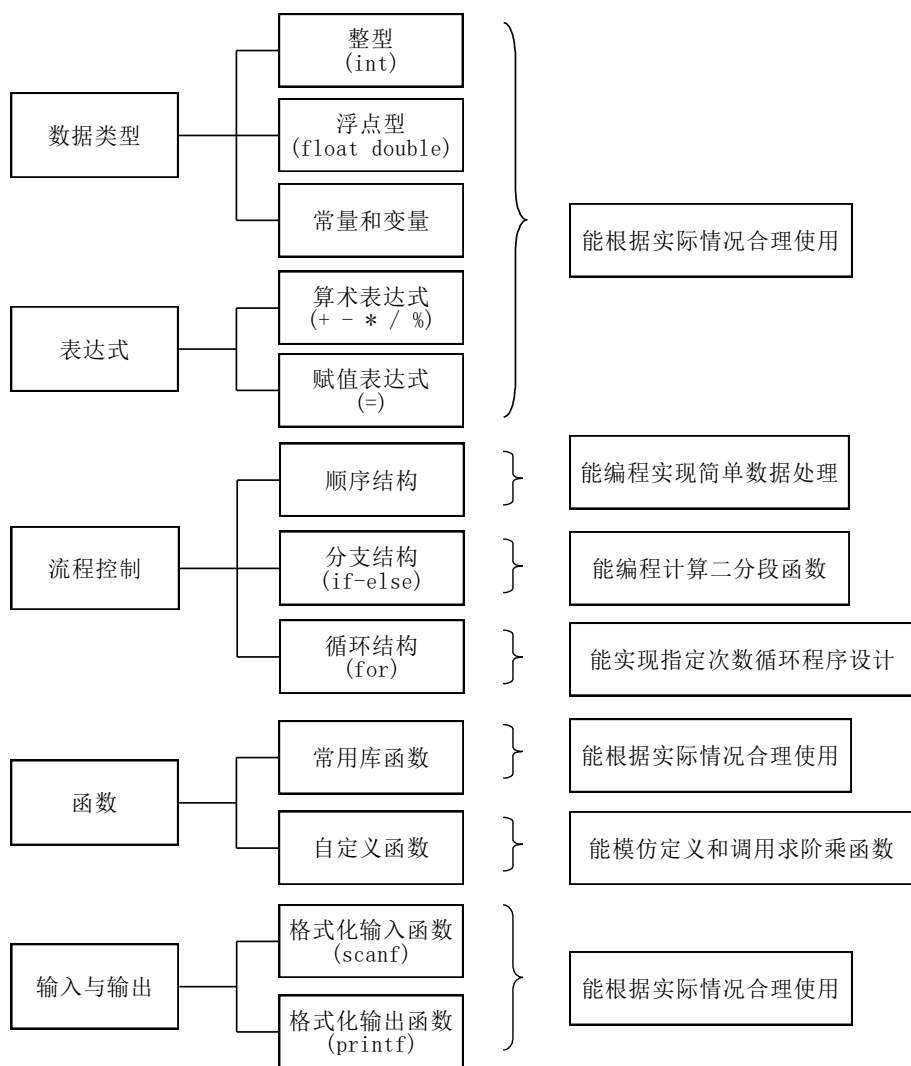 整型
(int)
数据类型
浮点型
(float double)
常量和变量
能根据实际情况合理使用
算术表达式
(+ - * / %)
表达式
赋值表达式
(=)
顺序结构
能编程实现简单数据处理
流程控制
分支结构
(if-else)
能编程计算二分段函数
循环结构
(for)
能实现指定次数循环程序设计
常用库函数
能根据实际情况合理使用
函数
自定义函数
能模仿定义和调用求阶乘函数
格式化输入函数
(scanf)
输入与输出
能根据实际情况合理使用
格式化输出函数
(printf)